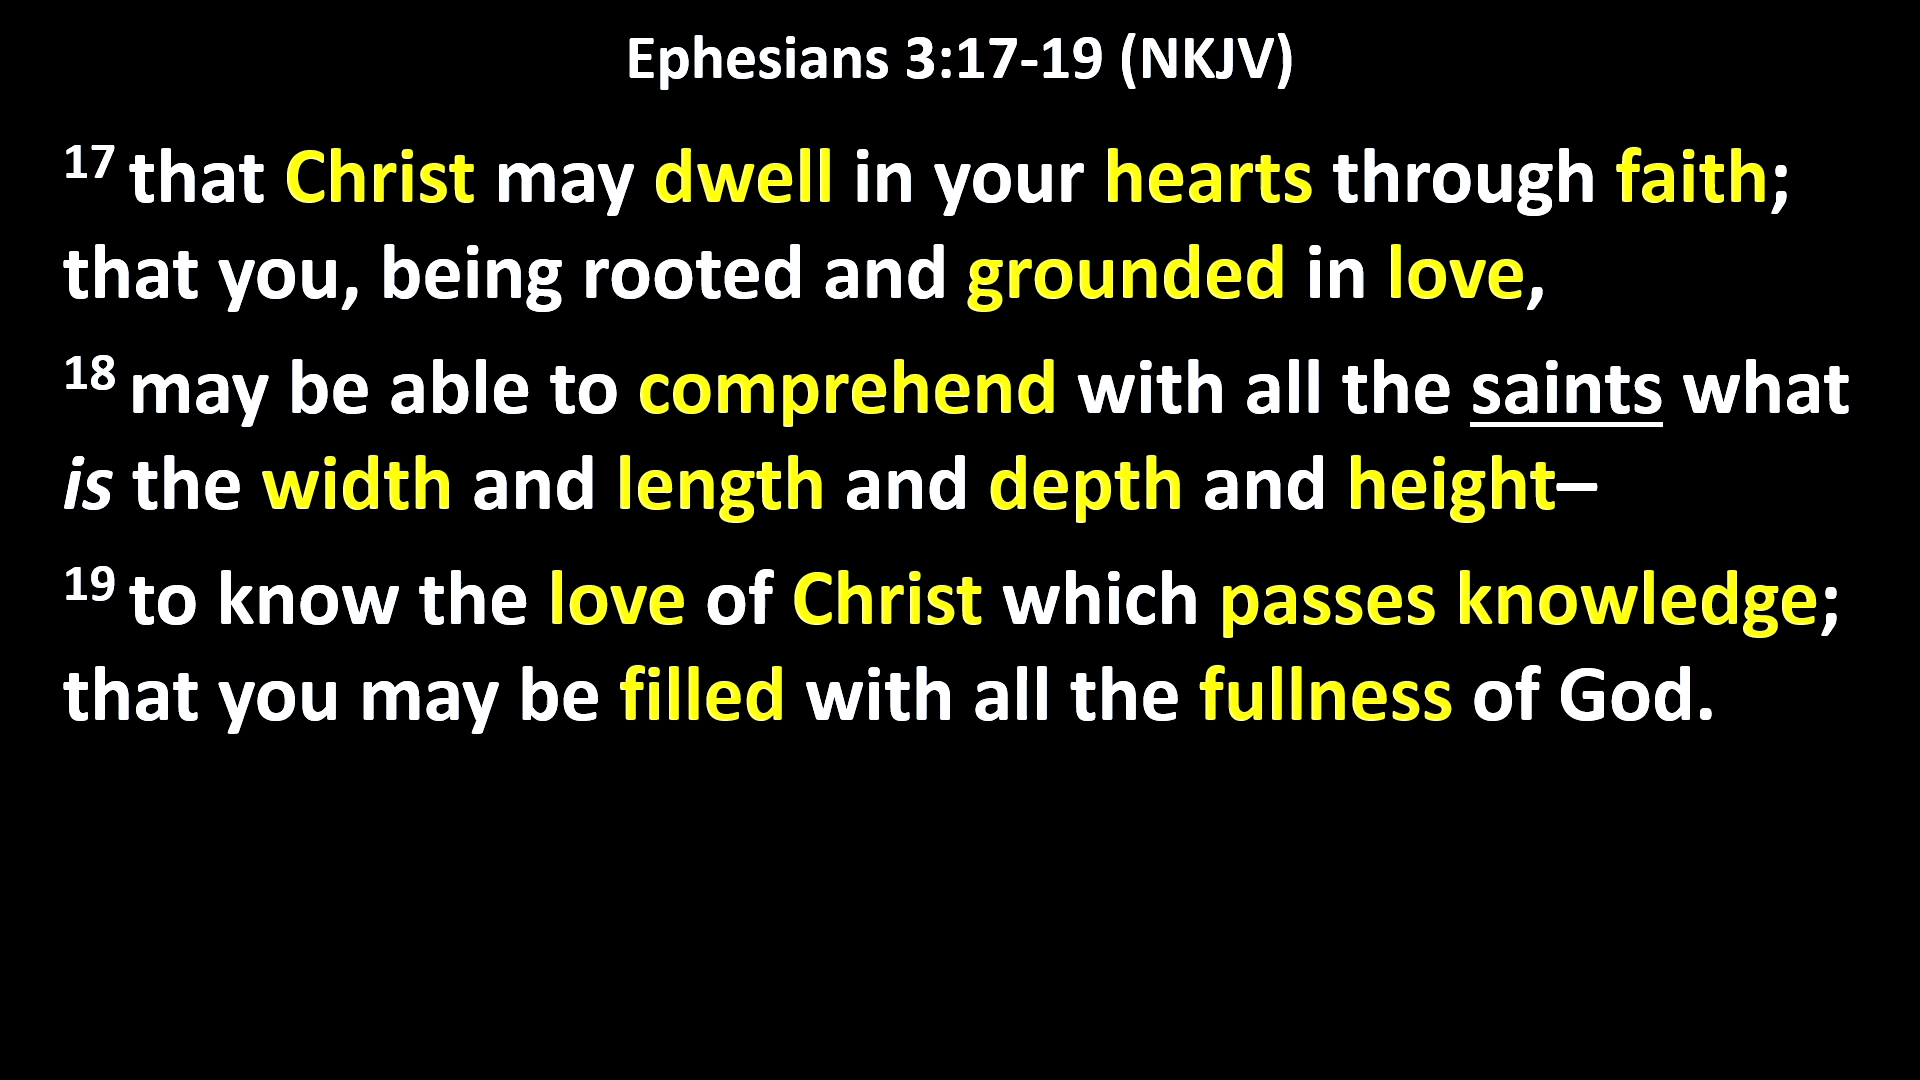 Ephesians 3:17-19 (NKJV)
17 that Christ may dwell in your hearts through faith;
that you, being rooted and grounded in love,
18 may be able to comprehend with all the saints what
is the width and length and depth and height–
19 to know the love of Christ which passes knowledge;
that you may be filled with all the fullness of God.